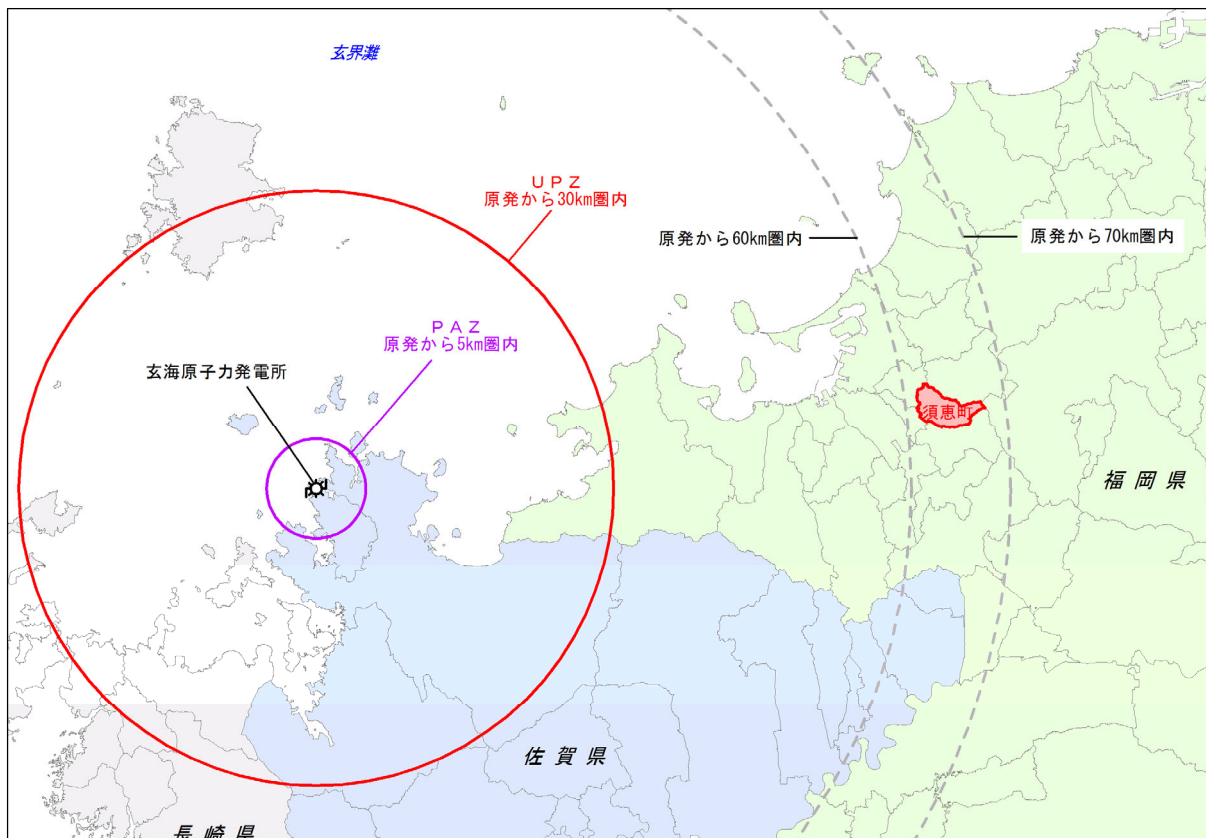 玄界灘
ＵＰＺ
原発から30km圏内
原発から60km圏内
原発から70km圏内
ＰＡＺ
原発から5km圏内
玄海原子力発電所
須恵町
福岡県
佐賀県
長崎県